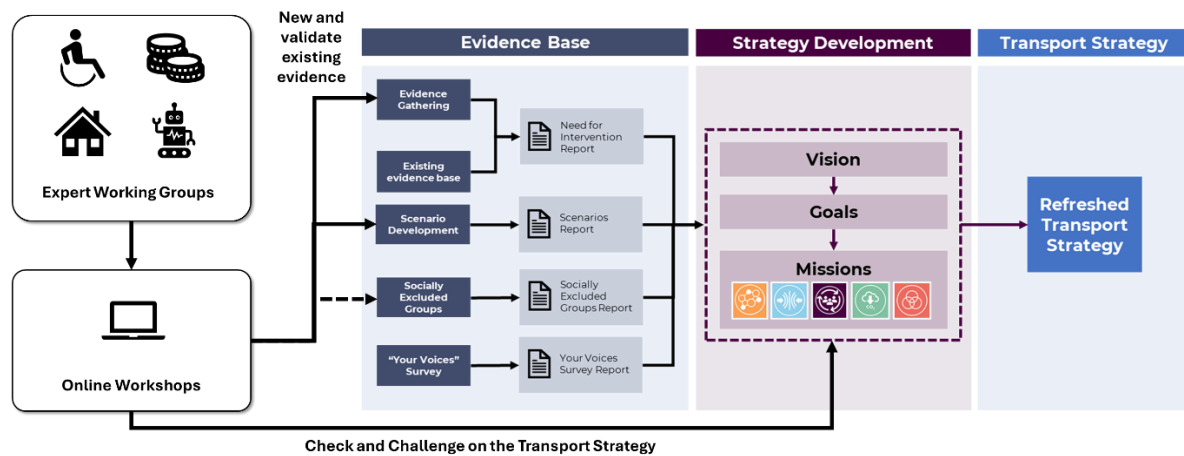 New and
validate
existing
evidence
Expert Working Groups
Online Workshops
Evidence Base
Strategy Development
Transport Strategy
Evidence
Gathering
Existing
evidence base
Need for
Intervention
Report
Scenario
Development
Scenarios
Report
Socially
Excluded
Groups
Socially
Excluded
Groups Report
"Your Voices"
Survey
Your Voices
Survey Report
Vision
Goals
Missions
Refreshed
Transport
Strategy
Check and Challenge on the Transport Strategy